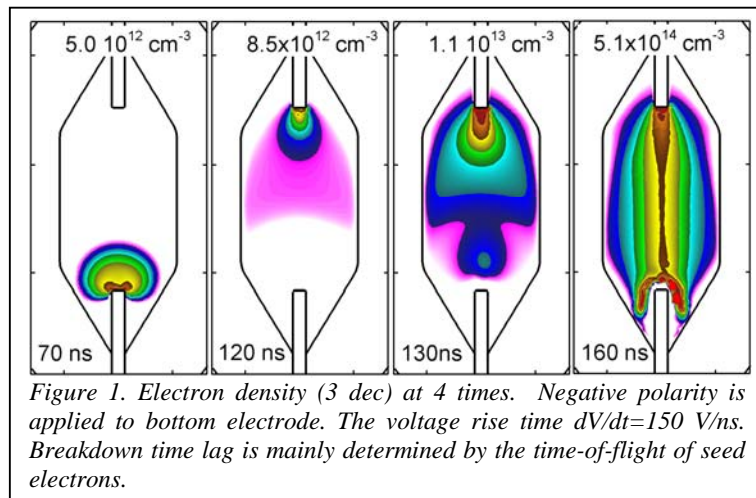 5.0 10¹² cm⁻³
8.5x10¹² cm⁻³
1.1 10¹³ cm⁻³
5.1x10¹⁴ cm⁻³
70 ns
120 ns
130ns
160 ns
Figure 1. Electron density (3 dec) at 4 times. Negative polarity is
applied to bottom electrode. The voltage rise time dV/dt=150 V/ns.
Breakdown time lag is mainly determined by the time-of-flight of seed
electrons.